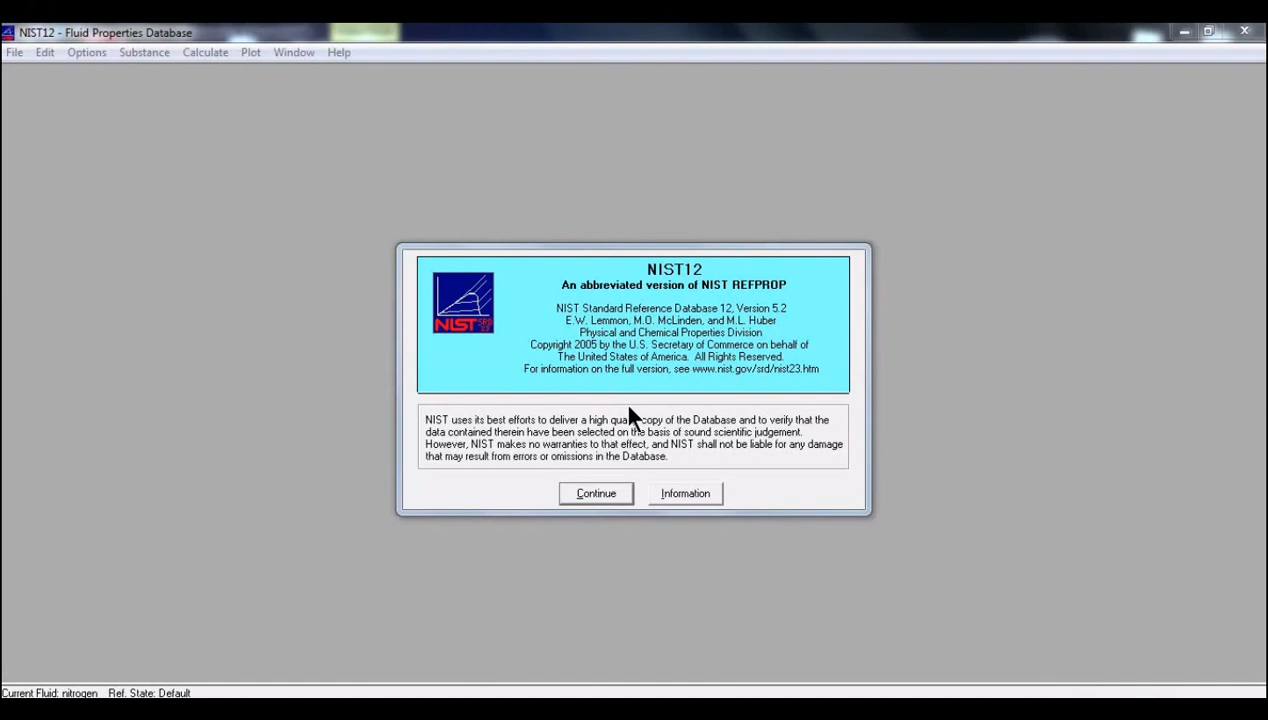 NIST12 - Fluid Properties Database
File Edit Options Substance Calculate Plot Window Help
NIST12
An abbreviated version of NIST REFPROP
NIST Standard Reference Database 12, Version 5.2
E.W. Lemmon, M.O. McLinden, and M.L. Huber
Physical and Chemical Properties Division
Copyright 2005 by the U.S. Secretary of Commerce on behalf of
The United States of America. All Rights Reserved.
For information on the full version, see www.nist.gov/srd/nist23.htm
NIST
NIST uses its best efforts to deliver a high copy of the Database and to verify that the
data contained therein have been selected on the basis of sound scientific judgement.
However, NIST makes no warranties to that effect, and NIST shall not be liable for any damage
that may result from errors or omissions in the Database.
Continue Information
Current Fluid: nitrogen Ref. State: Default